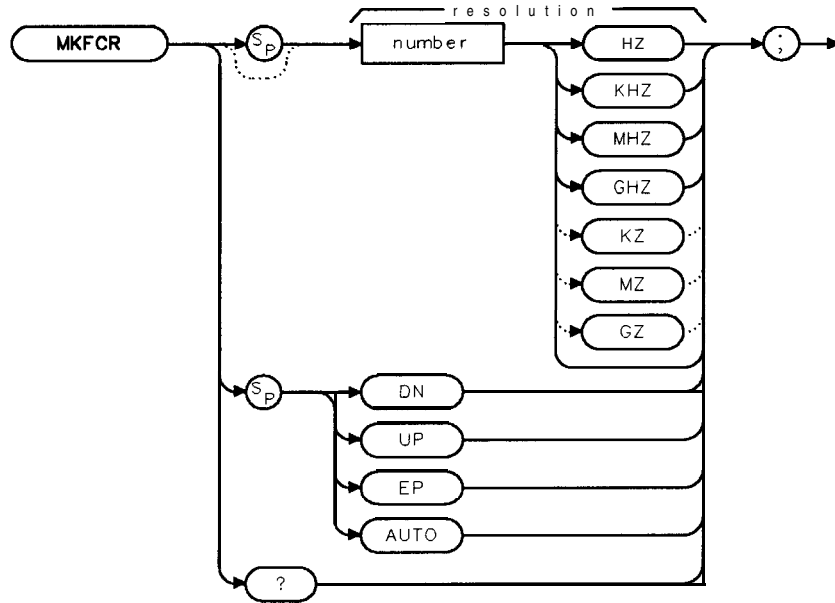 resolution
MKFCR
SP
number
HZ
;
KHZ
MHZ
GHZ
KZ
MZ
GZ
SP
DN
UP
EP
AUTO
?